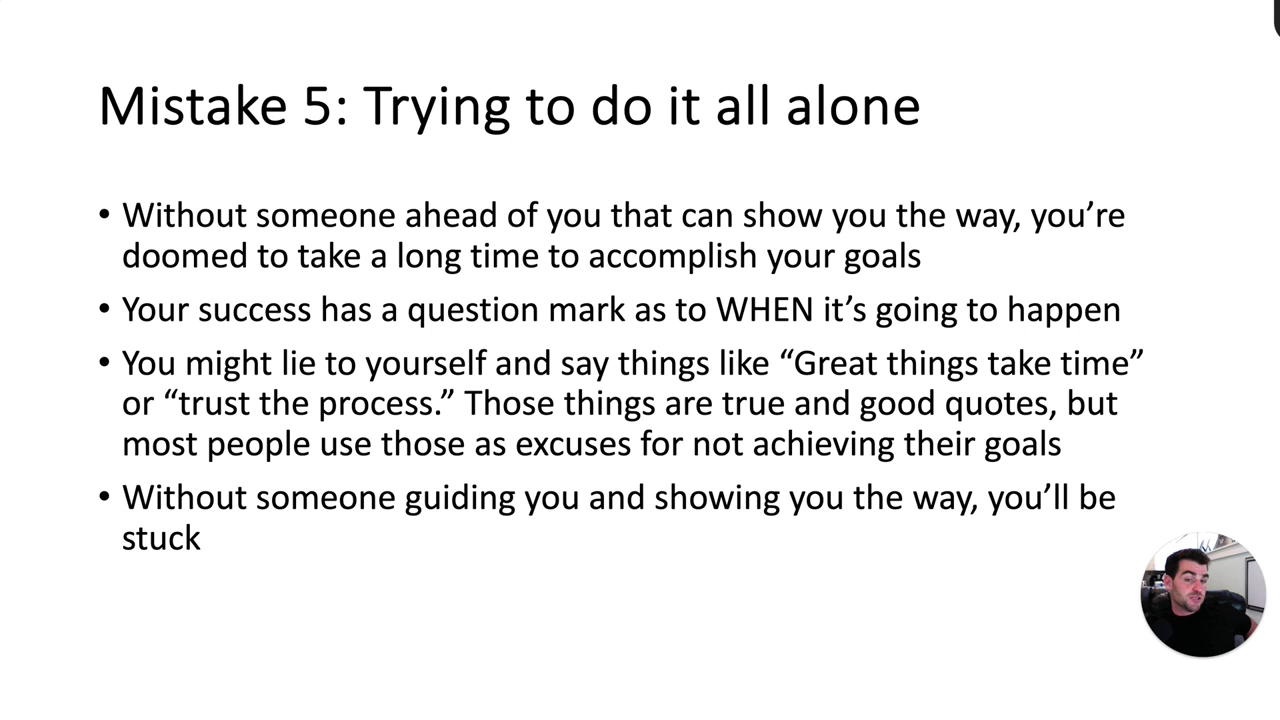 Mistake 5: Trying to do it all alone
• Without someone ahead of you that can show you the way, you’re
doomed to take a long time to accomplish your goals
• Your success has a question mark as to WHEN it’s going to happen
• You might lie to yourself and say things like “Great things take time”
or “trust the process.” Those things are true and good quotes, but
most people use those as excuses for not achieving their goals
• Without someone guiding you and showing you the way, you’ll be
stuck